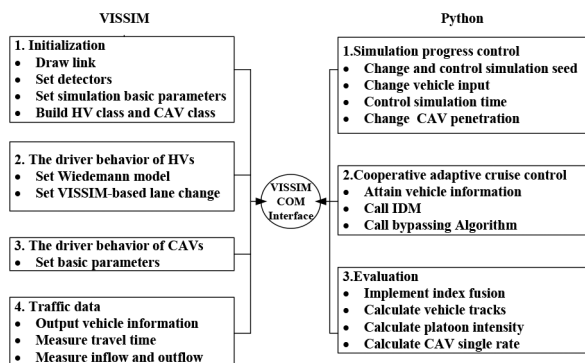 VISSIM
1. Initialization
• Draw link
• Set detectors
• Set simulation basic parameters
• Build HV class and CAV class
2. The driver behavior of HVs
• Set Wiedemann model
• Set VISSIM-based lane change
3. The driver behavior of CAVs
• Set basic parameters
4. Traffic data
• Output vehicle information
• Measure travel time
• Measure inflow and outflow
VISSIM
COM
Interface
Python
1.Simulation progress control
• Change and control simulation seed
• Change vehicle input
• Control simulation time
• Change CAV penetration
2.Cooperative adaptive cruise control
• Attain vehicle information
• Call IDM
• Call bypassing Algorithm
3.Evaluation
• Implement index fusion
• Calculate vehicle tracks
• Calculate platoon intensity
• Calculate CAV single rate